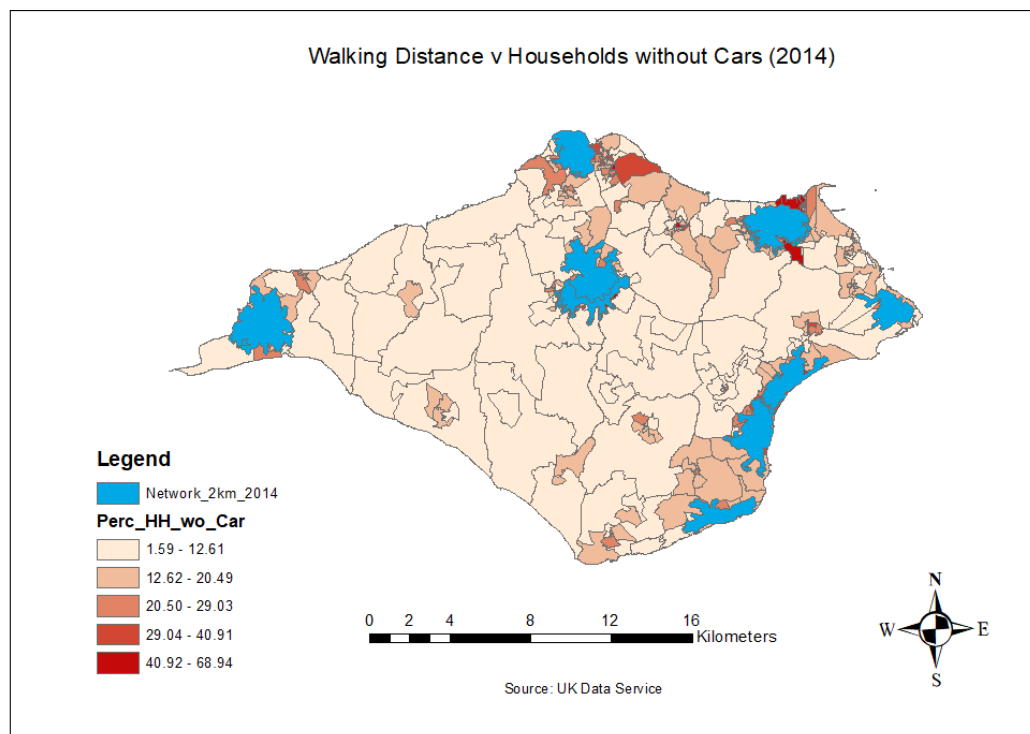 Walking Distance v Households without Cars (2014)
Legend
Network_2km_2014
Perc_HH_wo_Car
1.59 - 12.61
12.62 - 20.49
20.50 - 29.03
29.04 - 40.91
40.92 - 68.94
0 2 4 8 12 16
Kilometers
Source: UK Data Service
N
W E
S